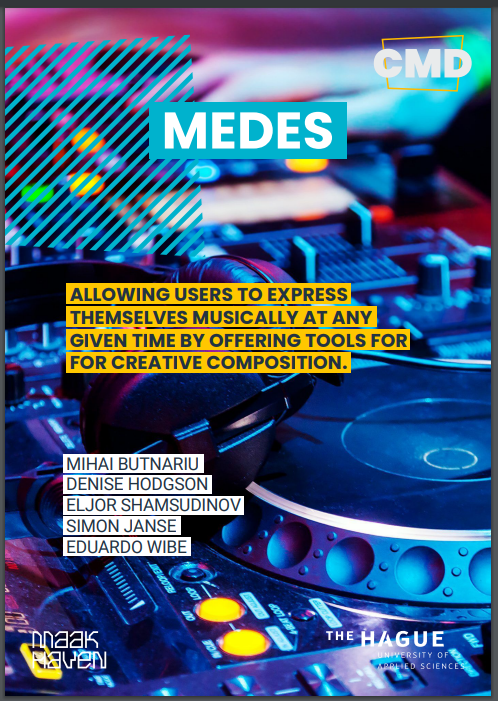 CMD
MEDES
ALLOWING USERS TO EXPRESS
THEMSELVES MUSICALLY AT ANY
GIVEN TIME BY OFFERING TOOLS FOR
FOR CREATIVE COMPOSITION.
MIHAI BUTNARIU
DENISE HODGSON
ELJOR SHAMSUDINOV
SIMON JANSE
EDUARDO WIBE
MAAK
HAVEN
THE HAGUE
UNIVERSITY OF
APPLIED SCIENCES